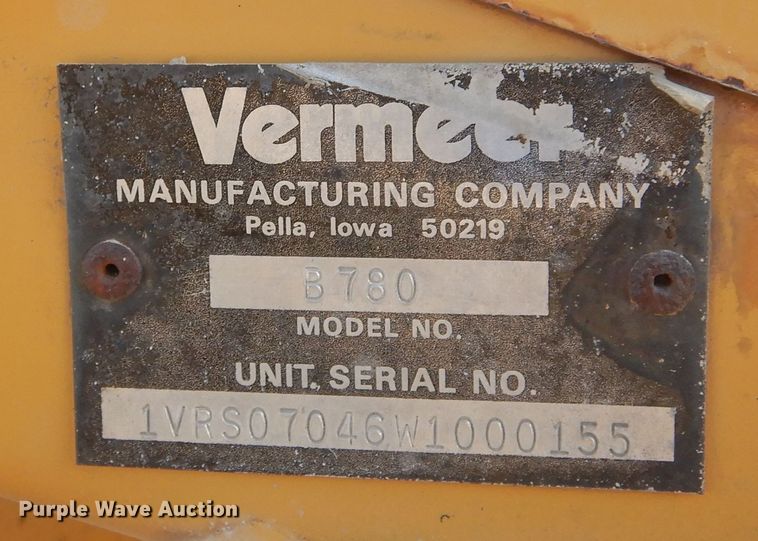 Vermeer
MANUFACTURING COMPANY
Pella, Iowa 50219
B780
MODEL NO.
UNIT. SERIAL NO.
1VRS07046W1000155
Purple Wave Auction